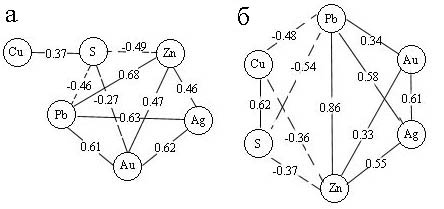 а
Cu 0.37 S -0.49 Zn
-0.46 0.68 -0.27 0.47 0.46
Pb 0.63 Ag
0.61 Au 0.62
б
Pb
-0.48 0.34
Cu -0.54 0.58 Au
0.62 0.86 0.61
S -0.36 0.33 Ag
-0.37 0.55
Zn